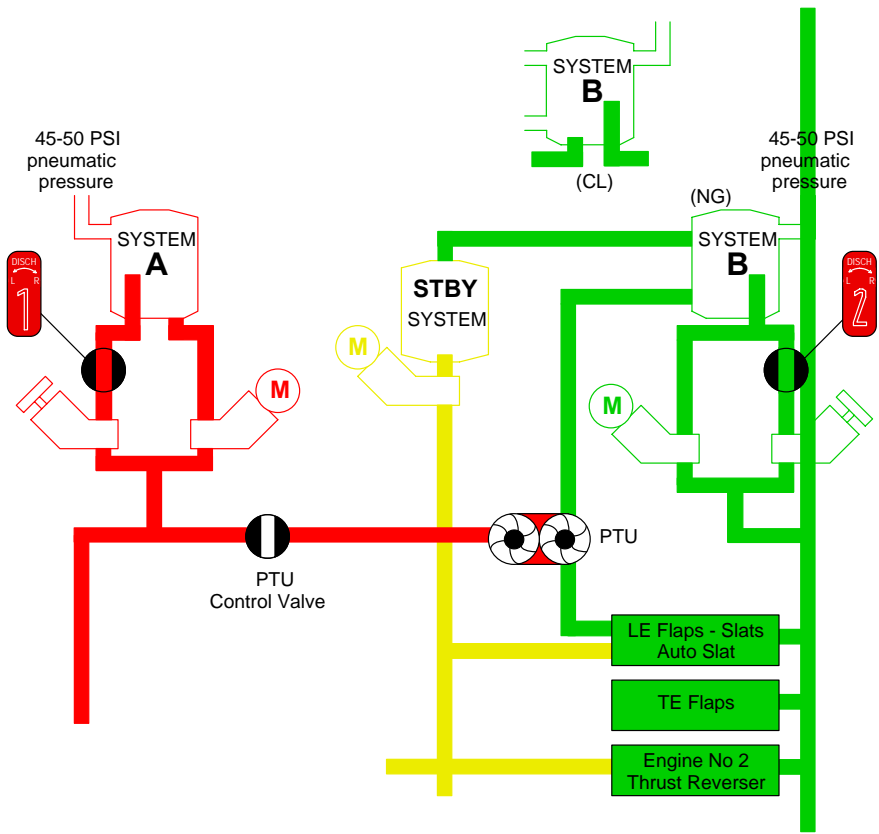 SYSTEM
B
(CL)
45-50 PSI
pneumatic
pressure
45-50 PSI
pneumatic
pressure
(NG)
SYSTEM
A
SYSTEM
B
DISCH
L R
1
DISCH
L R
2
STBY
SYSTEM
M
M
M
PTU
PTU
Control Valve
LE Flaps - Slats
Auto Slat
TE Flaps
Engine No 2
Thrust Reverser